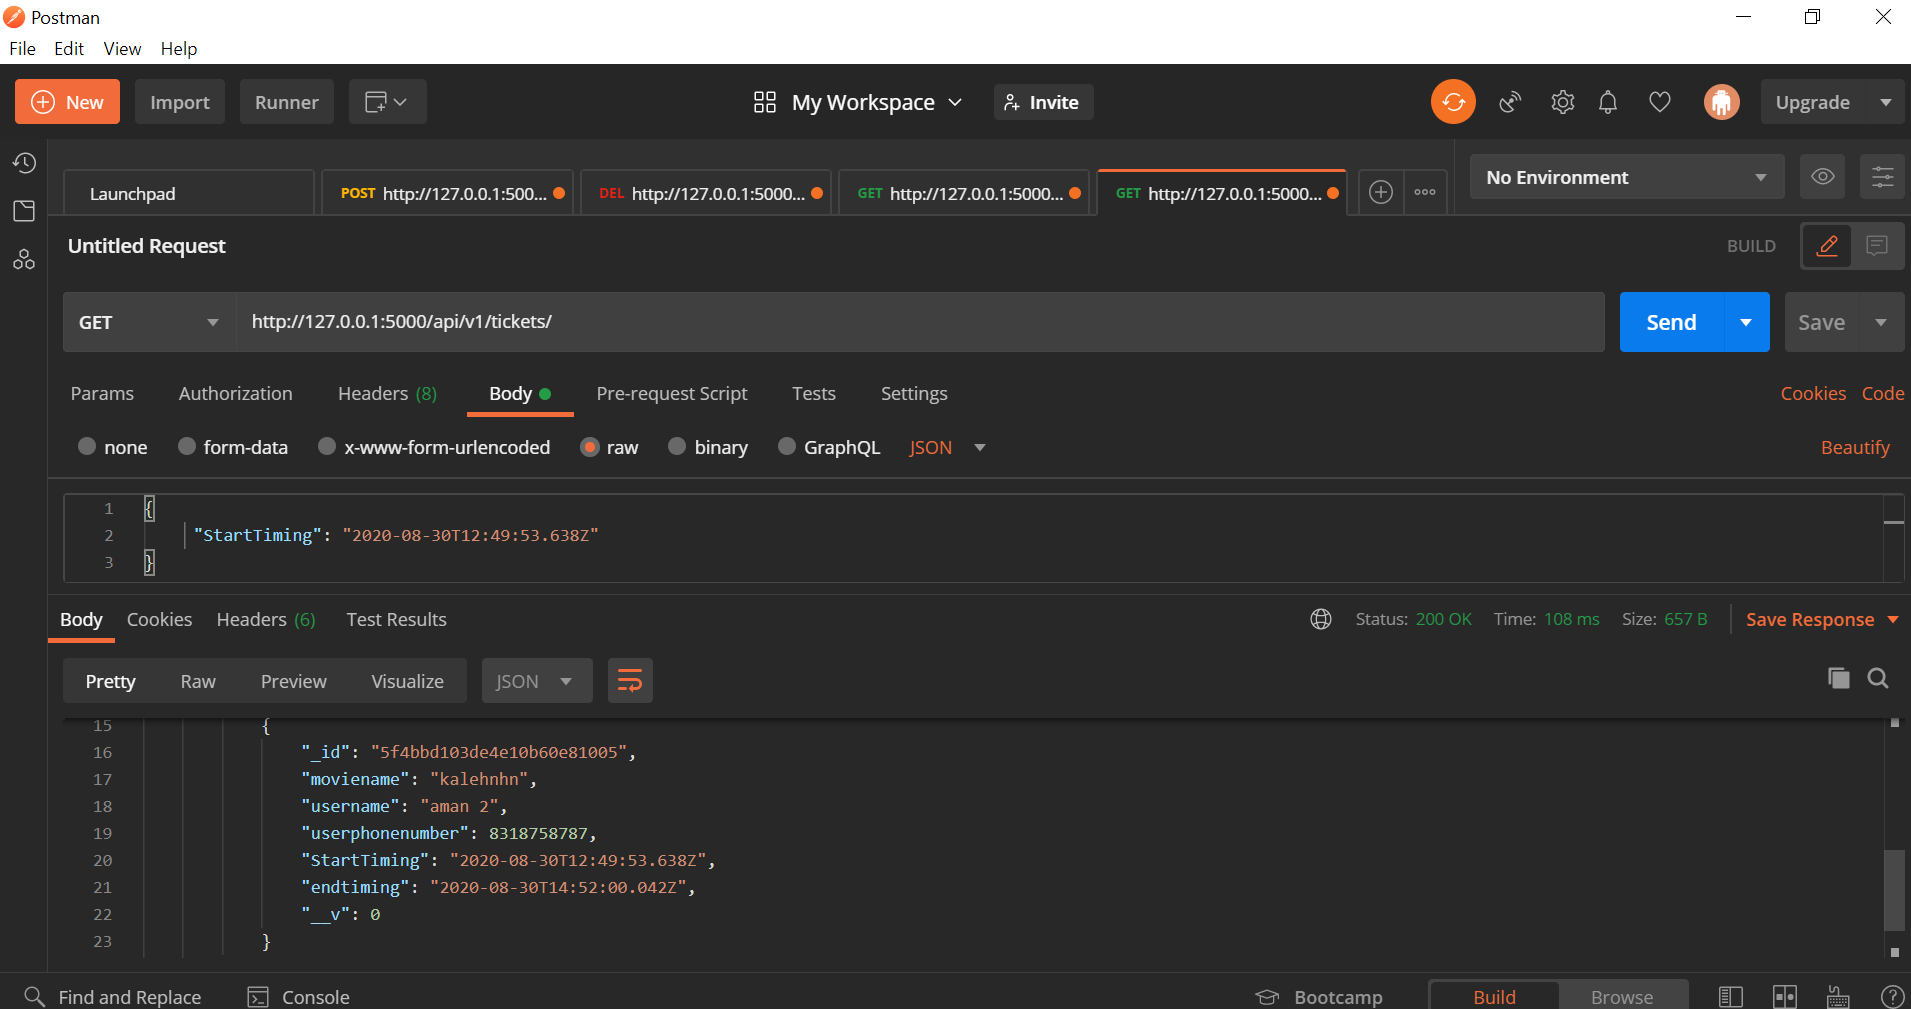 Postman
File Edit View Help
New Import Runner My Workspace Invite Upgrade
Launchpad POST http://127.0.0.1:500... DEL http://127.0.0.1:5000... GET http://127.0.0.1:5000... GET http://127.0.0.1:5000... No Environment
Untitled Request BUILD
GET http://127.0.0.1:5000/api/v1/tickets/ Send Save
Params Authorization Headers (8) Body Pre-request Script Tests Settings Cookies Code
none form-data x-www-form-urlencoded raw binary GraphQL JSON Beautify
1 {
2 "StartTiming": "2020-08-30T12:49:53.638Z"
3 }
Body Cookies Headers (6) Test Results Status: 200 OK Time: 108 ms Size: 657 B Save Response
Pretty Raw Preview Visualize JSON
15 {
16 "_id": "5f4bbd103de4e10b60e81005",
17 "moviename": "kalehnhn",
18 "username": "aman 2",
19 "userphonenumber": 8318758787,
20 "StartTiming": "2020-08-30T12:49:53.638Z",
21 "endtiming": "2020-08-30T14:52:00.042Z",
22 "__v": 0
23 }
Find and Replace Console Bootcamp Build Browse